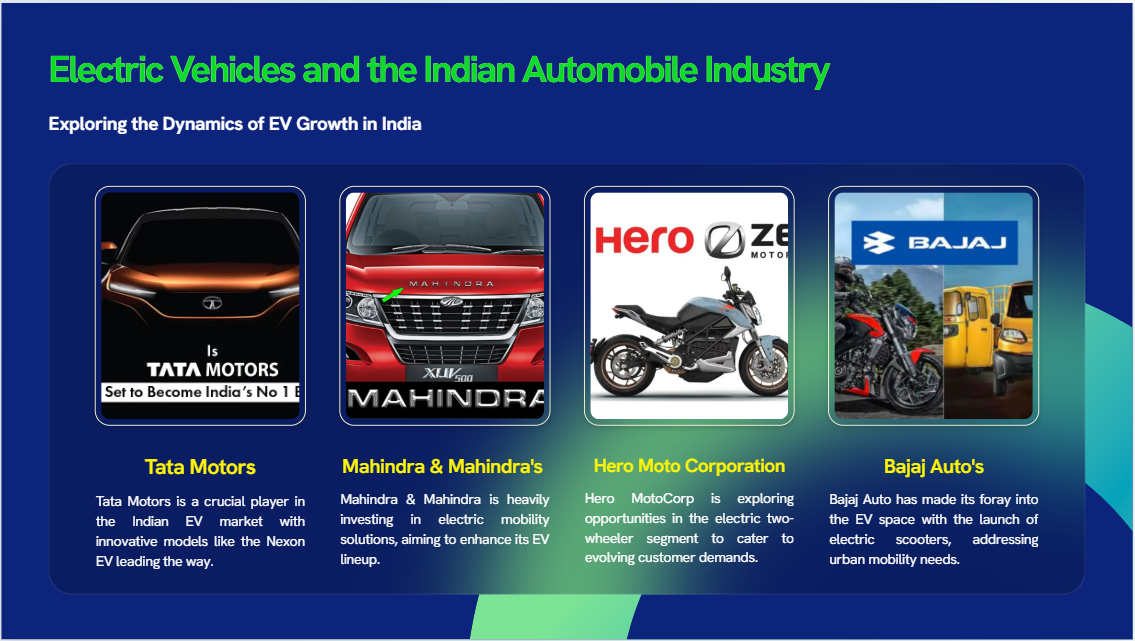 Electric Vehicles and the Indian Automobile Industry
Exploring the Dynamics of EV Growth in India
Is
TATA MOTORS
Set to Become India's No 1 E
MAHINDRA
XUV500
MAHINDRA
Hero ZE
MOTOR
BAJAJ
Tata Motors
Tata Motors is a crucial player in
the Indian EV market with
innovative models like the Nexon
EV leading the way.
Mahindra & Mahindra's
Mahindra & Mahindra is heavily
investing in electric mobility
solutions, aiming to enhance its EV
lineup.
Hero Moto Corporation
Hero MotoCorp is exploring
opportunities in the electric two-
wheeler segment to cater to
evolving customer demands.
Bajaj Auto's
Bajaj Auto has made its foray into
the EV space with the launch of
electric scooters, addressing
urban mobility needs.